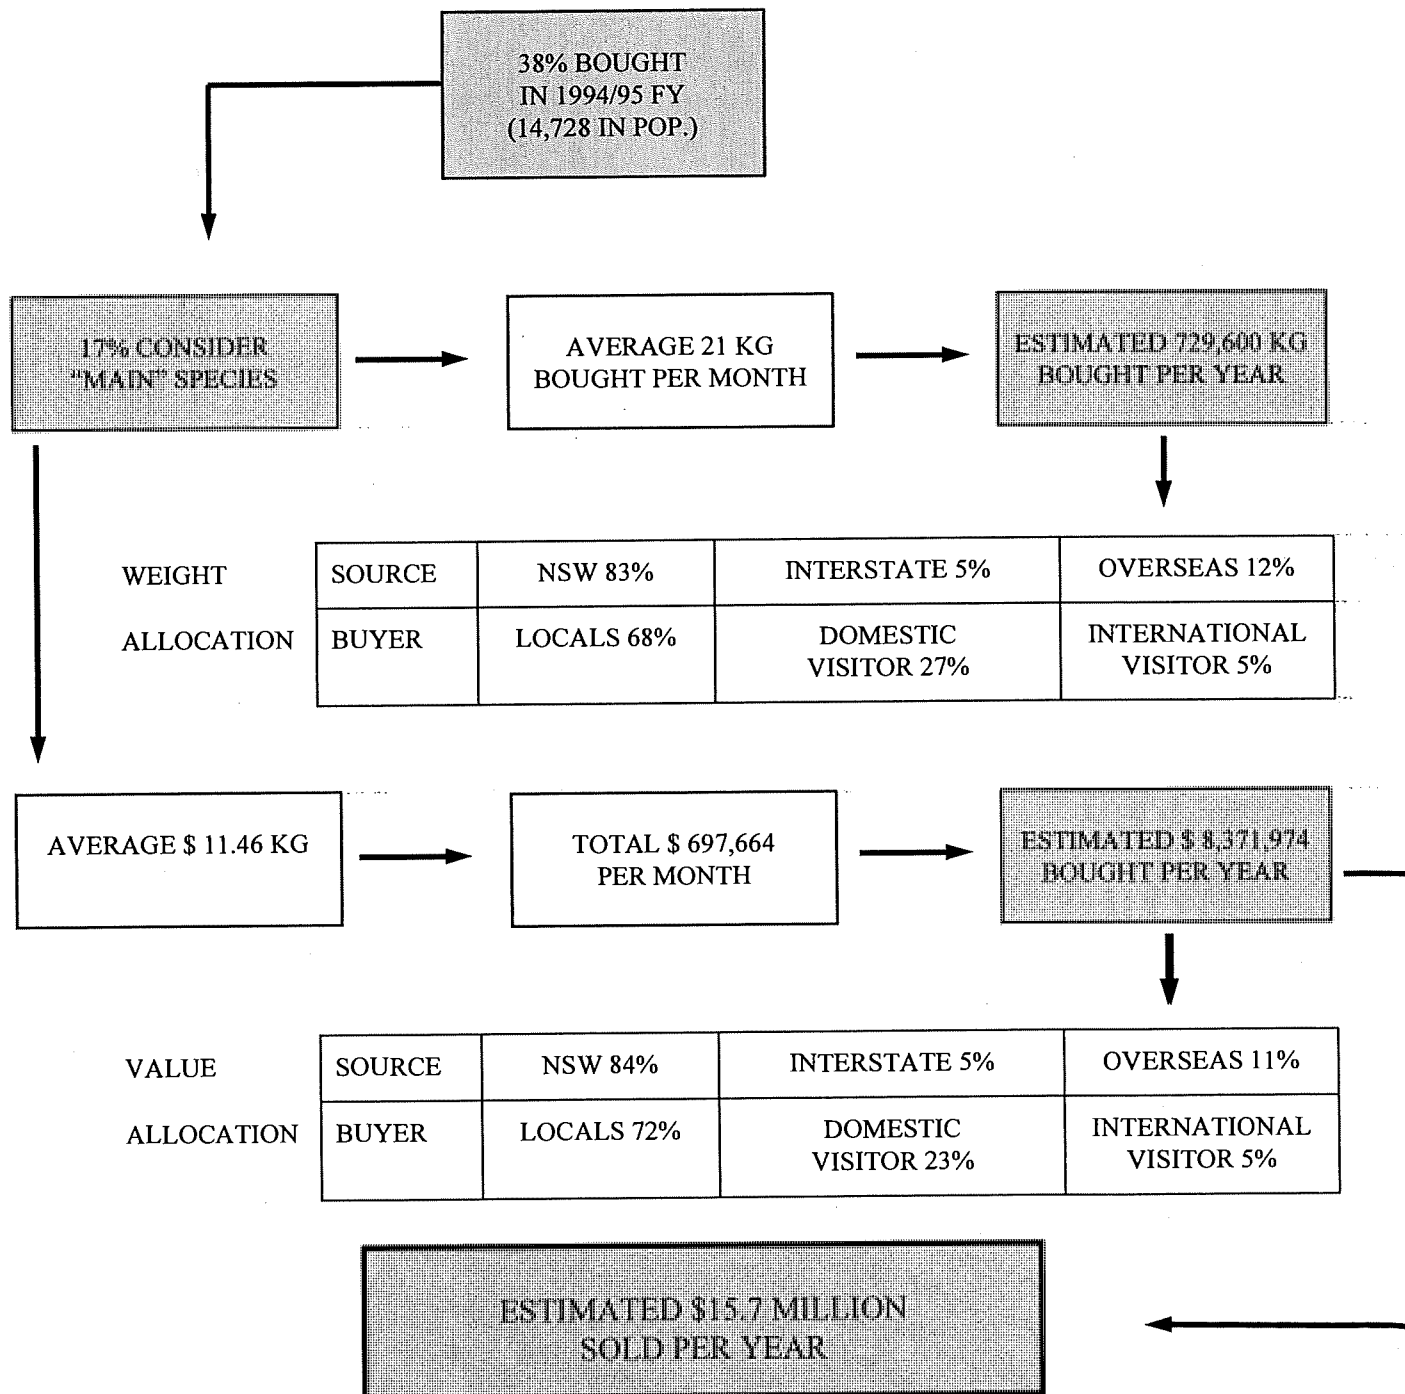 38% BOUGHT
IN 1994/95 FY
(14,728 IN POP.)
17% CONSIDER
"MAIN" SPECIES
AVERAGE 21 KG
BOUGHT PER MONTH
ESTIMATED 729,600 KG
BOUGHT PER YEAR
WEIGHT
ALLOCATION
SOURCE NSW 83% INTERSTATE 5% OVERSEAS 12%
BUYER LOCALS 68% DOMESTIC
VISITOR 27%
INTERNATIONAL
VISITOR 5%
AVERAGE $ 11.46 KG
TOTAL $ 697,664
PER MONTH
ESTIMATED $ 8,371,974
BOUGHT PER YEAR
VALUE
ALLOCATION
SOURCE NSW 84% INTERSTATE 5% OVERSEAS 11%
BUYER LOCALS 72% DOMESTIC
VISITOR 23%
INTERNATIONAL
VISITOR 5%
ESTIMATED $15.7 MILLION
SOLD PER YEAR